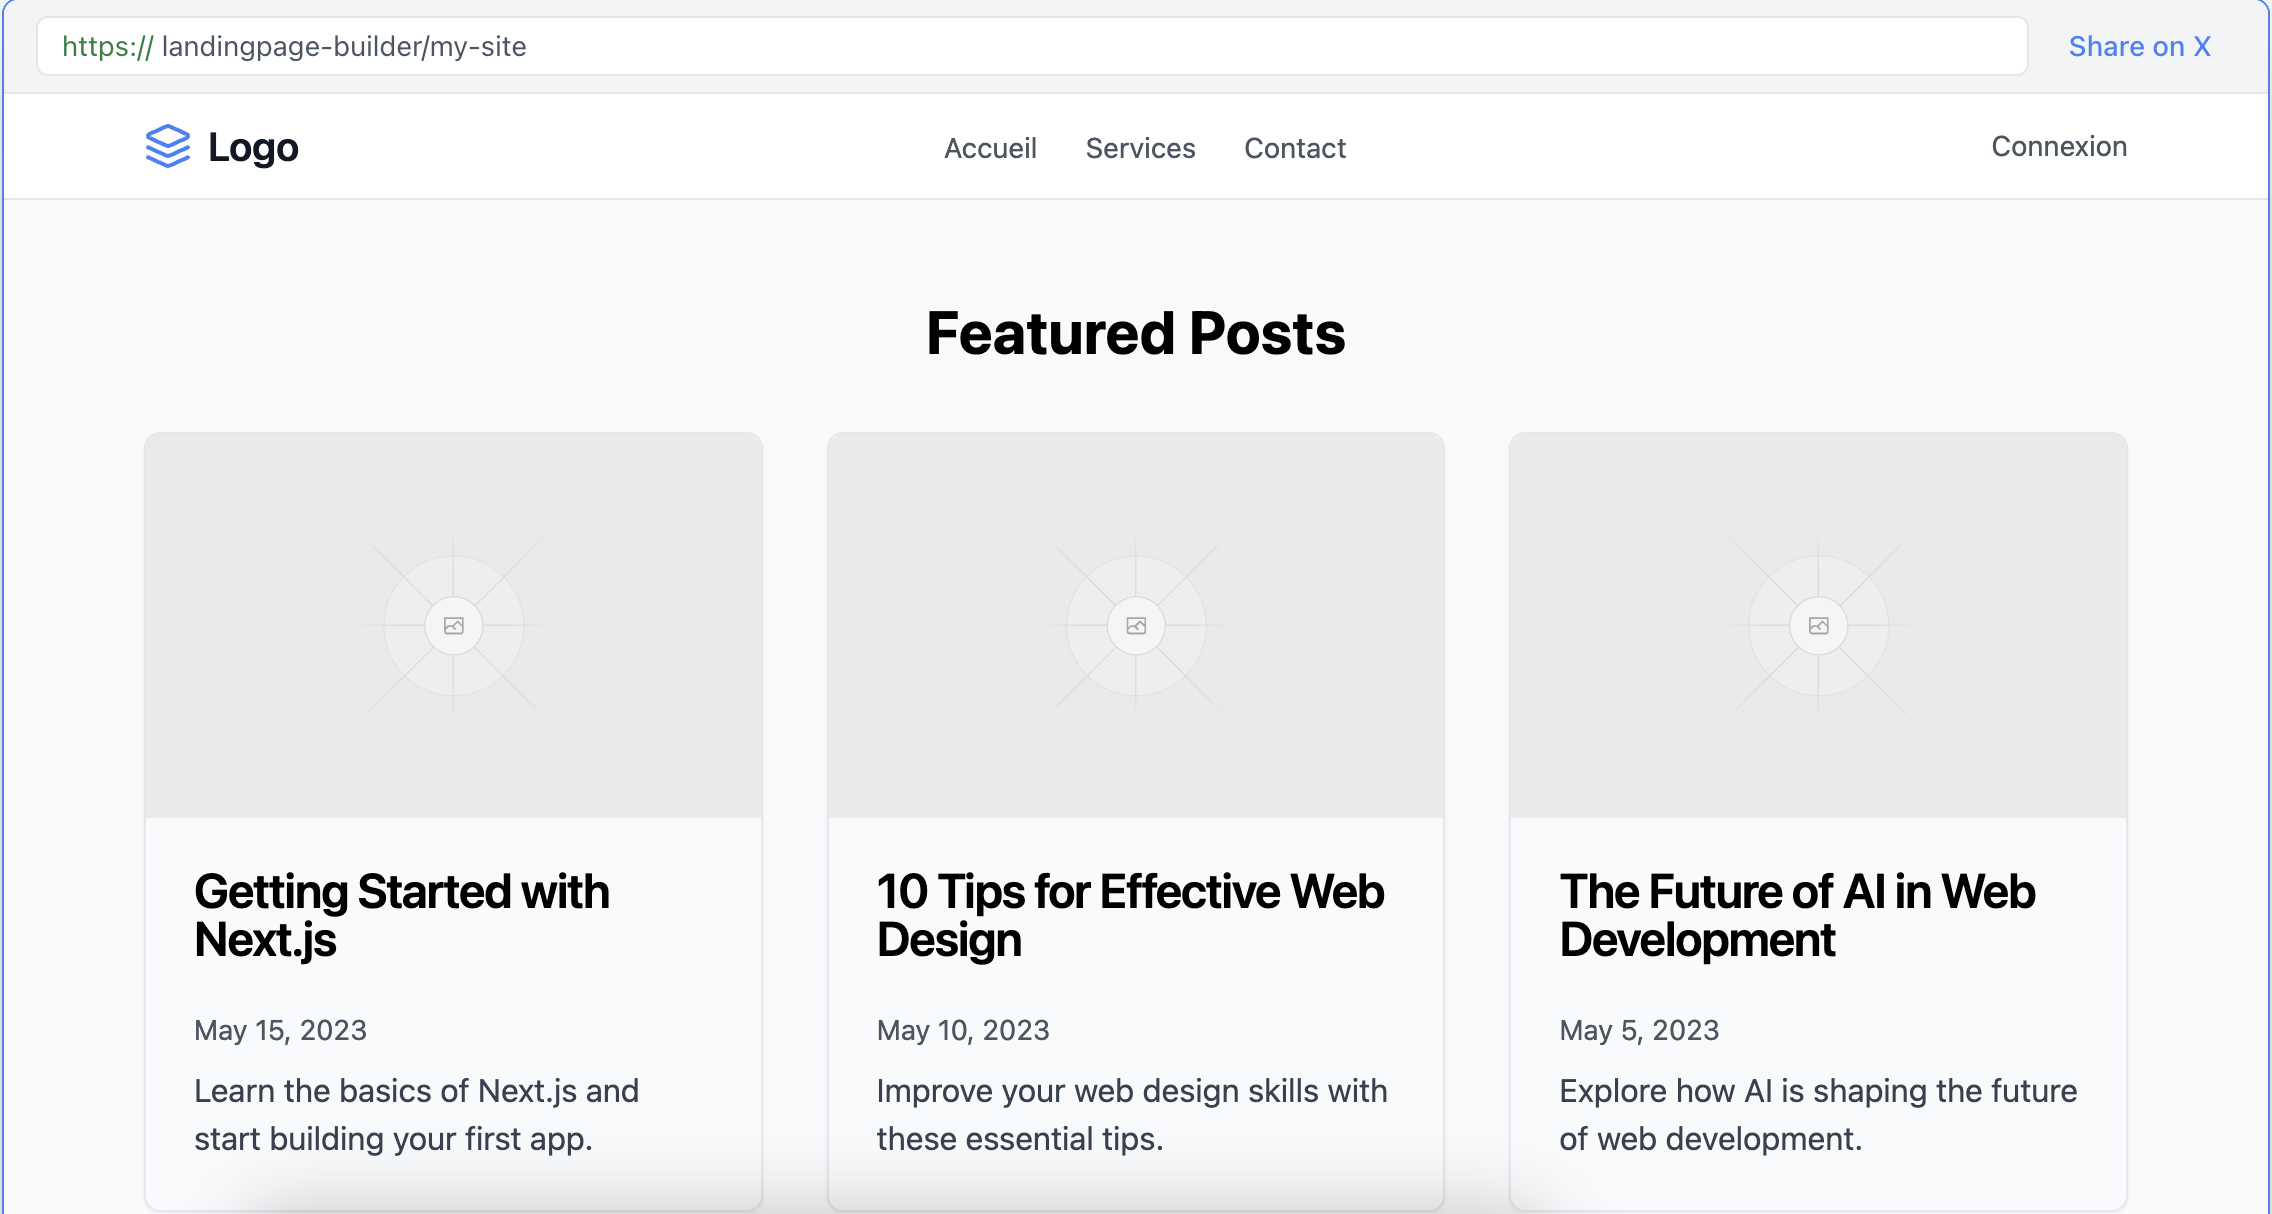 https:// landingpage-builder/my-site
Share on X
Logo
Accueil
Services
Contact
Connexion
Featured Posts
Getting Started with
Next.js
May 15, 2023
Learn the basics of Next.js and
start building your first app.
10 Tips for Effective Web
Design
May 10, 2023
Improve your web design skills with
these essential tips.
The Future of AI in Web
Development
May 5, 2023
Explore how AI is shaping the future
of web development.